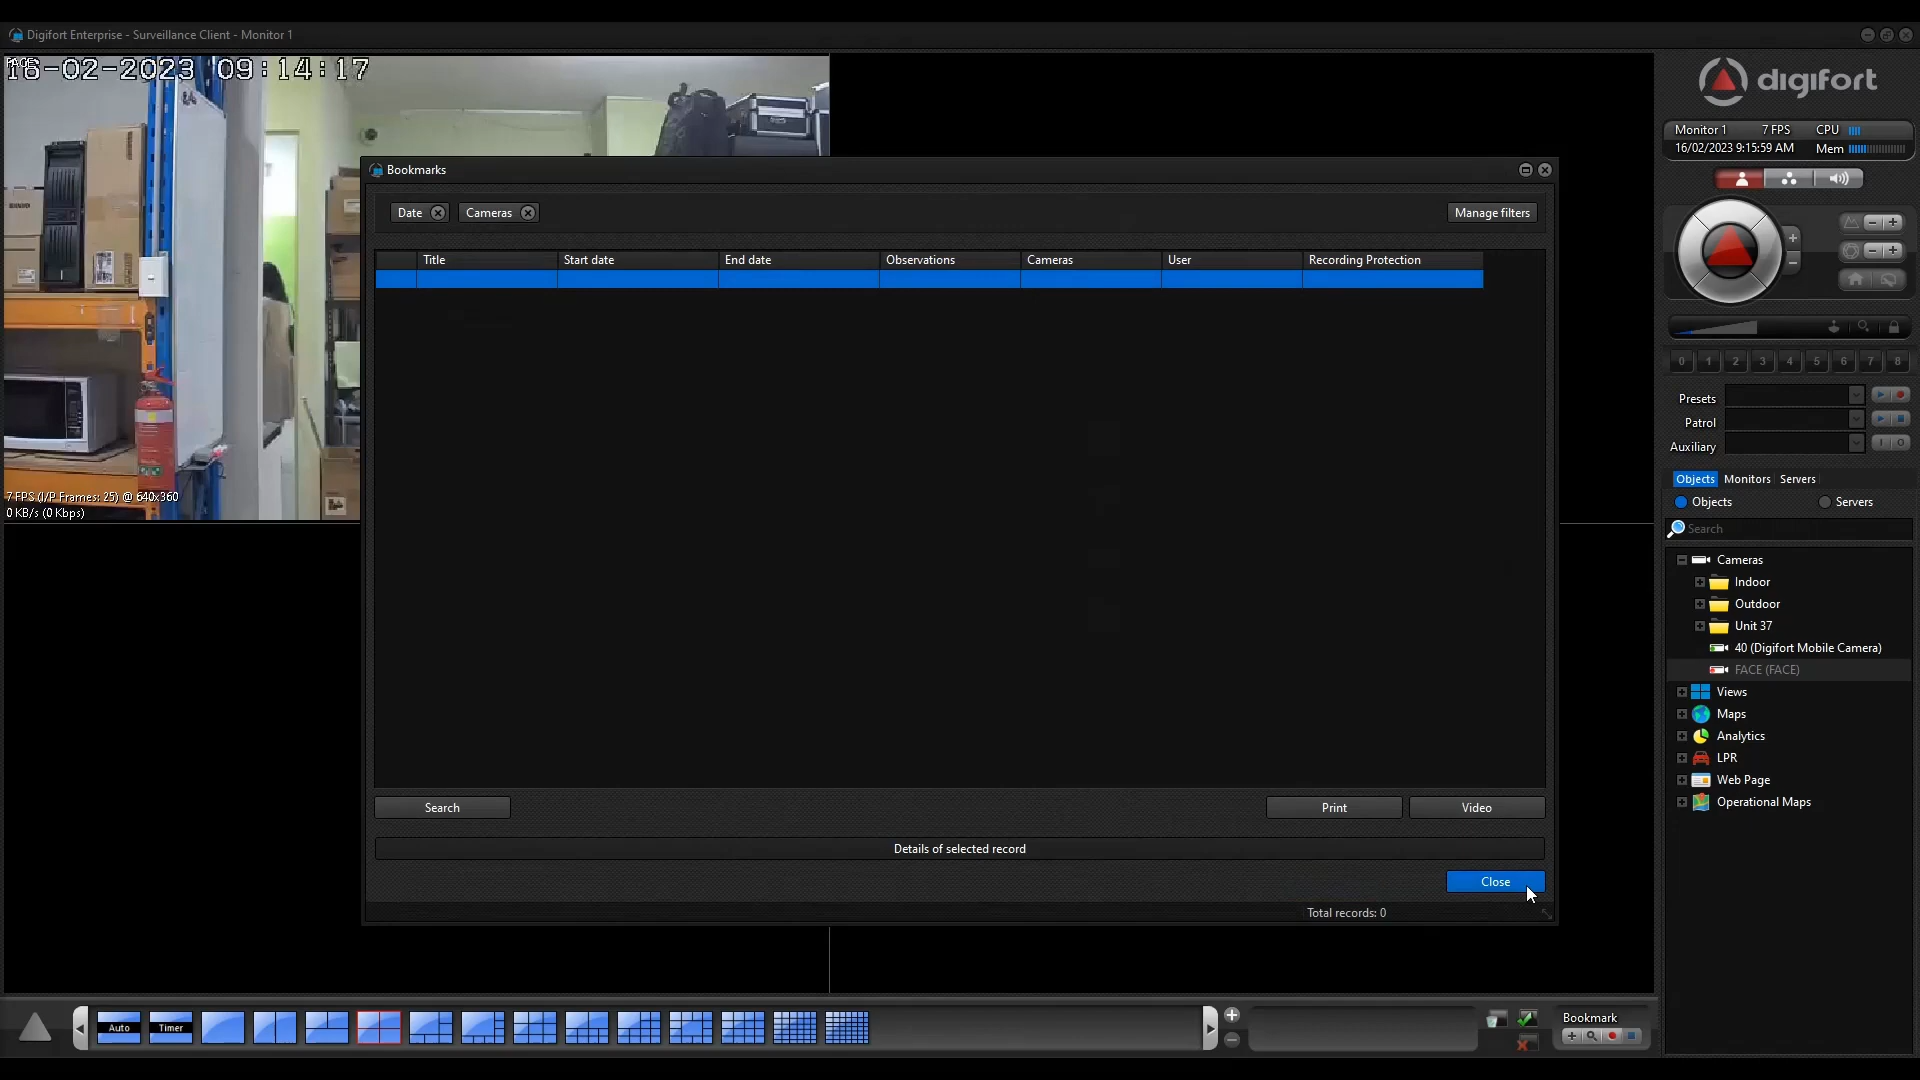 Digifort Enterprise - Surveillance Client - Monitor 1
FACE
16-02-2023 09:14:17
7 FPS (I/P Frames: 25) @ 640x360
0 KB/s (0 Kbps)
Bookmarks
Date
Cameras
Manage filters
Title Start date End date Observations Cameras User Recording Protection
Search
Print
Video
Details of selected record
Close
Total records: 0
digifort
Monitor 1 7 FPS CPU
16/02/2023 9:15:59 AM Mem
0 1 2 3 4 5 6 7 8
Presets
Patrol
Auxiliary
Objects Monitors Servers
Objects Servers
Search
Cameras
Indoor
Outdoor
Unit 37
40 (Digifort Mobile Camera)
FACE (FACE)
Views
Maps
Analytics
LPR
Web Page
Operational Maps
Auto
Timer
Bookmark